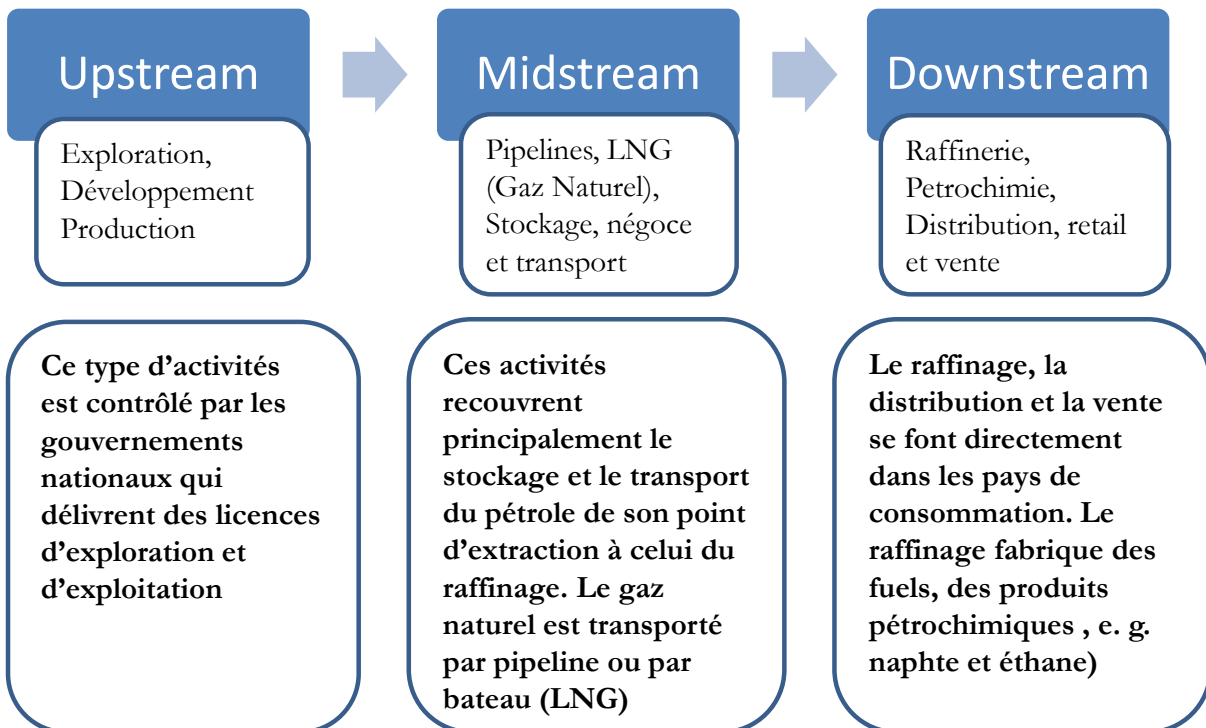 Upstream
Exploration,
Développement
Production
Midstream
Pipelines, LNG
(Gaz Naturel),
Stockage, négoce
et transport
Downstream
Raffinerie,
Petrochimie,
Distribution, retail
et vente
Ce type d’activités
est contrôlé par les
gouvernements
nationaux qui
délivrent des licences
d’exploration et
d’exploitation
Ces activités
recouvrent
principalement le
stockage et le transport
du pétrole de son point
d’extraction à celui du
raffinage. Le gaz
naturel est transporté
par pipeline ou par
bateau (LNG)
Le raffinage, la
distribution et la vente
se font directement
dans les pays de
consommation. Le
raffinage fabrique des
fuels, des produits
pétrochimiques , e. g.
naphte et éthane)